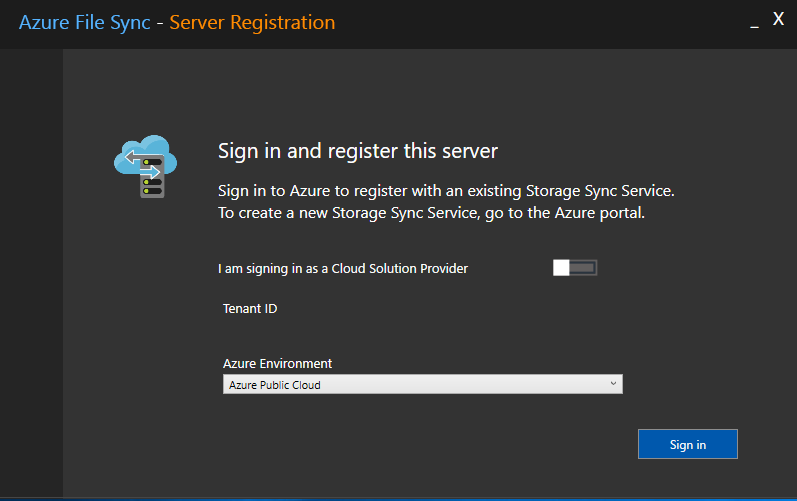 Azure File Sync - Server Registration
_ X
Sign in and register this server
Sign in to Azure to register with an existing Storage Sync Service.
To create a new Storage Sync Service, go to the Azure portal.
I am signing in as a Cloud Solution Provider
Tenant ID
Azure Environment
Azure Public Cloud
Sign in